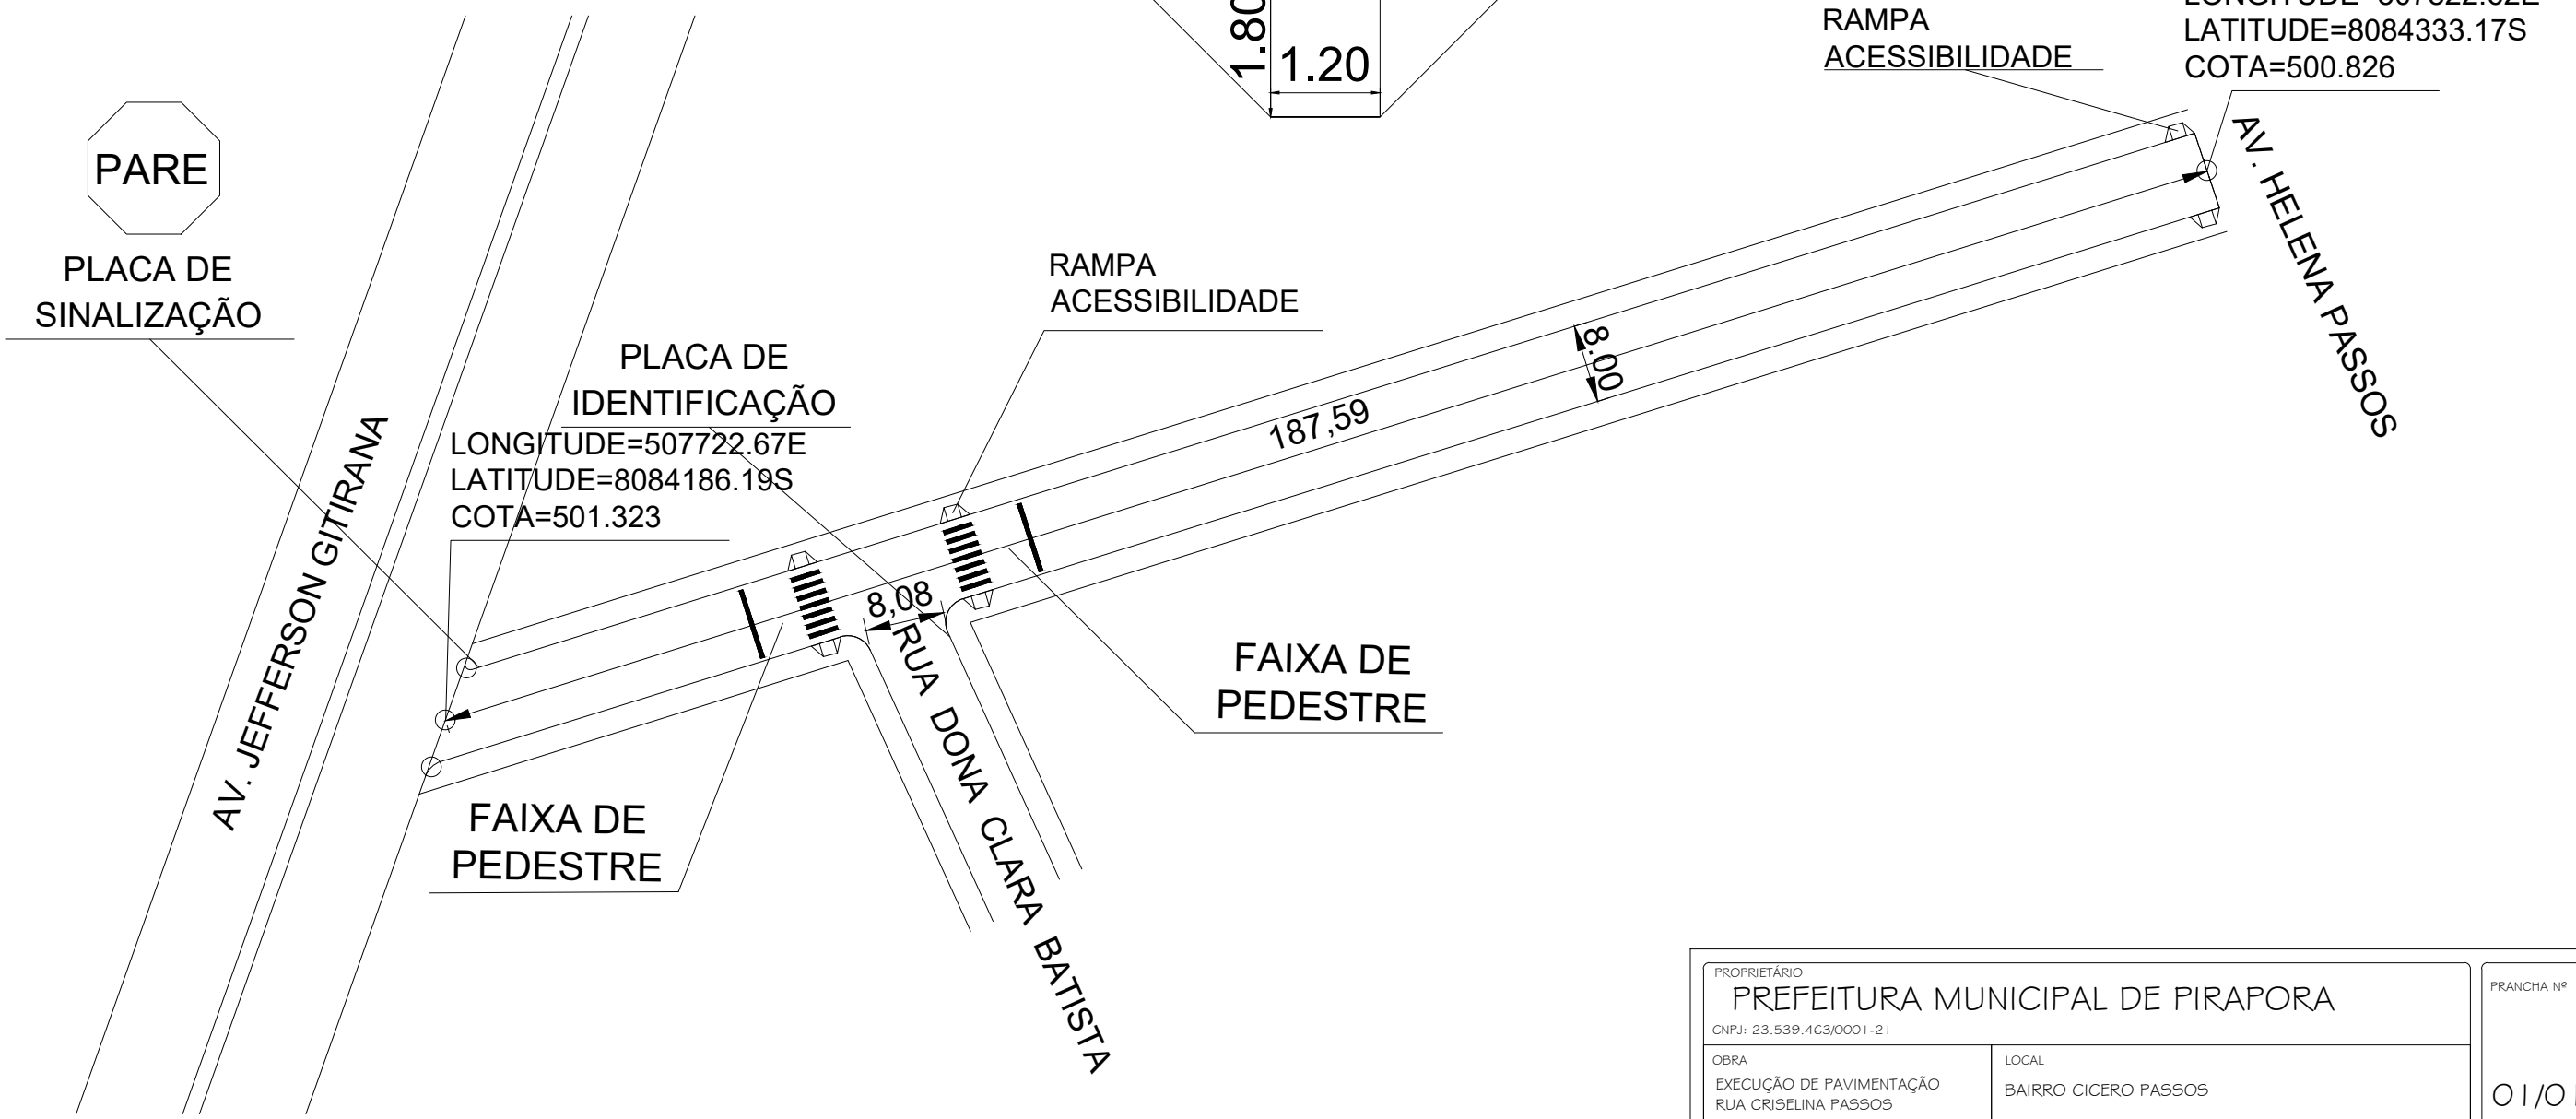 1.80
1.20
RAMPA
ACESSIBILIDADE
LATITUDE=8084333.17S
COTA=500.826
AV. HELENA PASSOS
PARE
PLACA DE
SINALIZAÇÃO
RAMPA
ACESSIBILIDADE
PLACA DE
IDENTIFICAÇÃO
LONGITUDE=507722.67E
LATITUDE=8084186.19S
COTA=501.323
8.00
187,59
8,08
AV. JEFFERSON GITIRANA
RUA DONA CLARA BATISTA
FAIXA DE
PEDESTRE
FAIXA DE
PEDESTRE
PROPRIETÁRIO
PREFEITURA MUNICIPAL DE PIRAPORA
CNPJ: 23.539.463/0001-21
PRANCHA Nº
OBRA
EXECUÇÃO DE PAVIMENTAÇÃO
RUA CRISELINA PASSOS
LOCAL
BAIRRO CICERO PASSOS
01/0